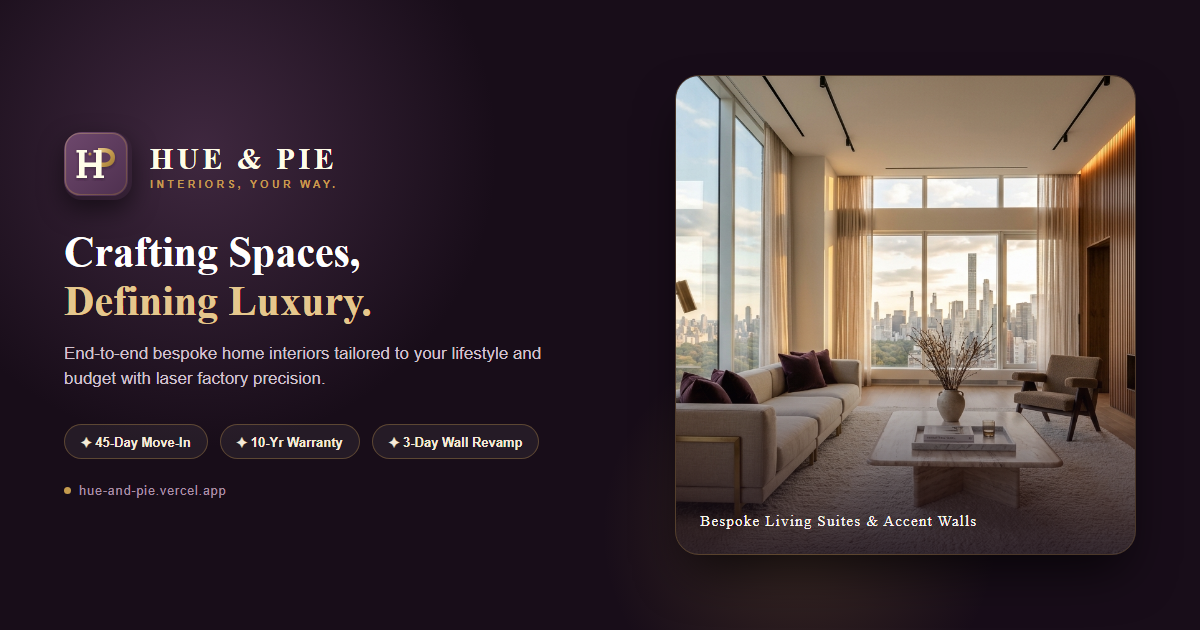 HP
HUE & PIE
INTERIORS, YOUR WAY.
Crafting Spaces,
Defining Luxury.
End-to-end bespoke home interiors tailored to your lifestyle and
budget with laser factory precision.
✦ 45-Day Move-In
✦ 10-Yr Warranty
✦ 3-Day Wall Revamp
hue-and-pie.vercel.app
Bespoke Living Suites & Accent Walls